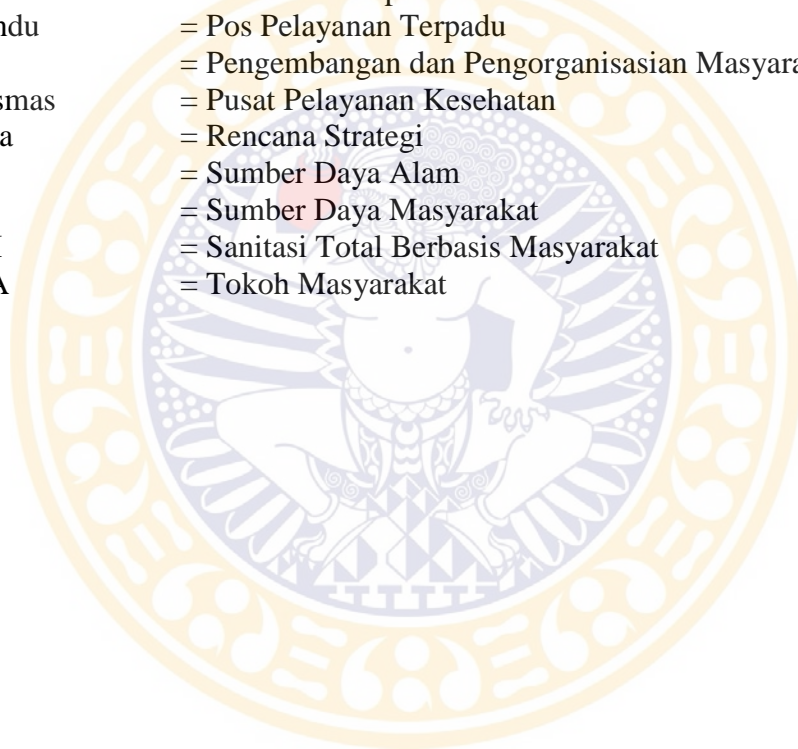 ndu = Pos Pelayanan Terpadu
= Pengembangan dan Pengorganisasian Masyara
smas = Pusat Pelayanan Kesehatan
a = Rencana Strategi
= Sumber Daya Alam
= Sumber Daya Masyarakat
= Sanitasi Total Berbasis Masyarakat
A = Tokoh Masyarakat